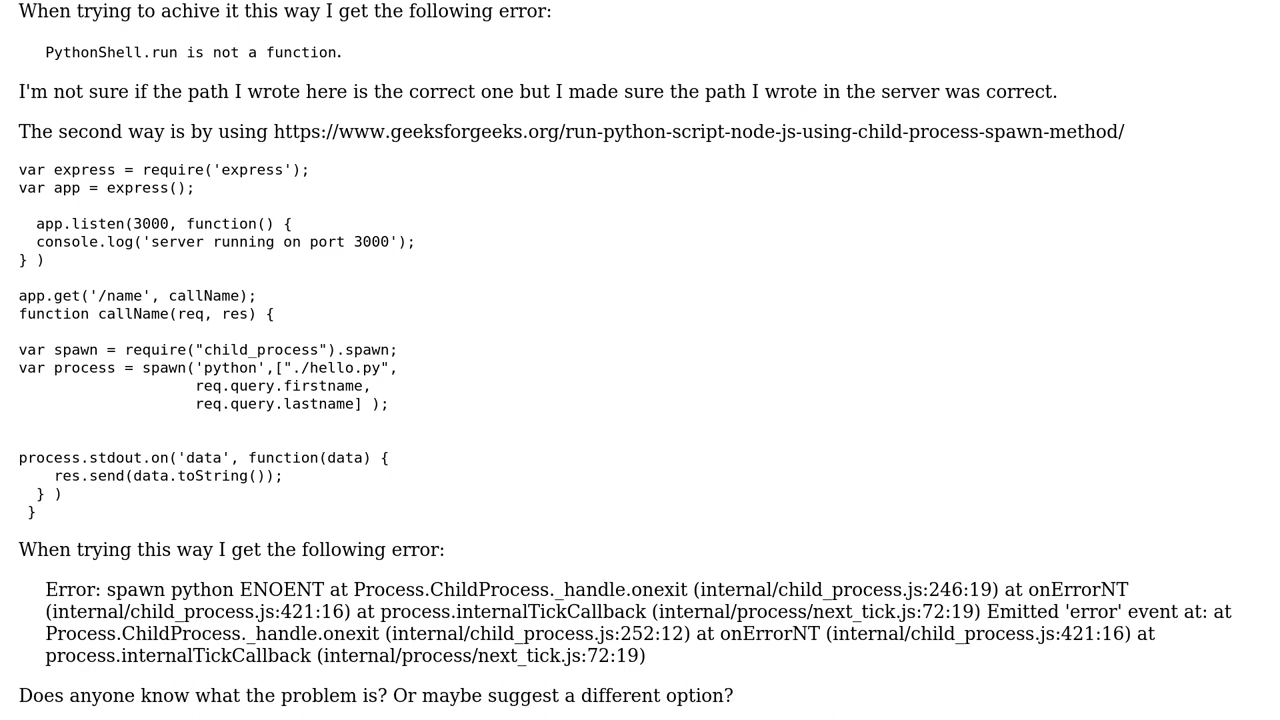 When trying to achive it this way I get the following error:
PythonShell.run is not a function.
I'm not sure if the path I wrote here is the correct one but I made sure the path I wrote in the server was correct.
The second way is by using https://www.geeksforgeeks.org/run-python-script-node-js-using-child-process-spawn-method/
var express = require('express');
var app = express();
app.listen(3000, function() {
console.log('server running on port 3000');
} )
app.get('/name', callName);
function callName(req, res) {
var spawn = require("child_process").spawn;
var process = spawn('python',["./hello.py",
req.query.firstname,
req.query.lastname] );
process.stdout.on('data', function(data) {
res.send(data.toString());
} )
}
When trying this way I get the following error:
Error: spawn python ENOENT at Process.ChildProcess._handle.onexit (internal/child_process.js:246:19) at onErrorNT
(internal/child_process.js:421:16) at process.internalTickCallback (internal/process/next_tick.js:72:19) Emitted 'error' event at: at
Process.ChildProcess._handle.onexit (internal/child_process.js:252:12) at onErrorNT (internal/child_process.js:421:16) at
process.internalTickCallback (internal/process/next_tick.js:72:19)
Does anyone know what the problem is? Or maybe suggest a different option?